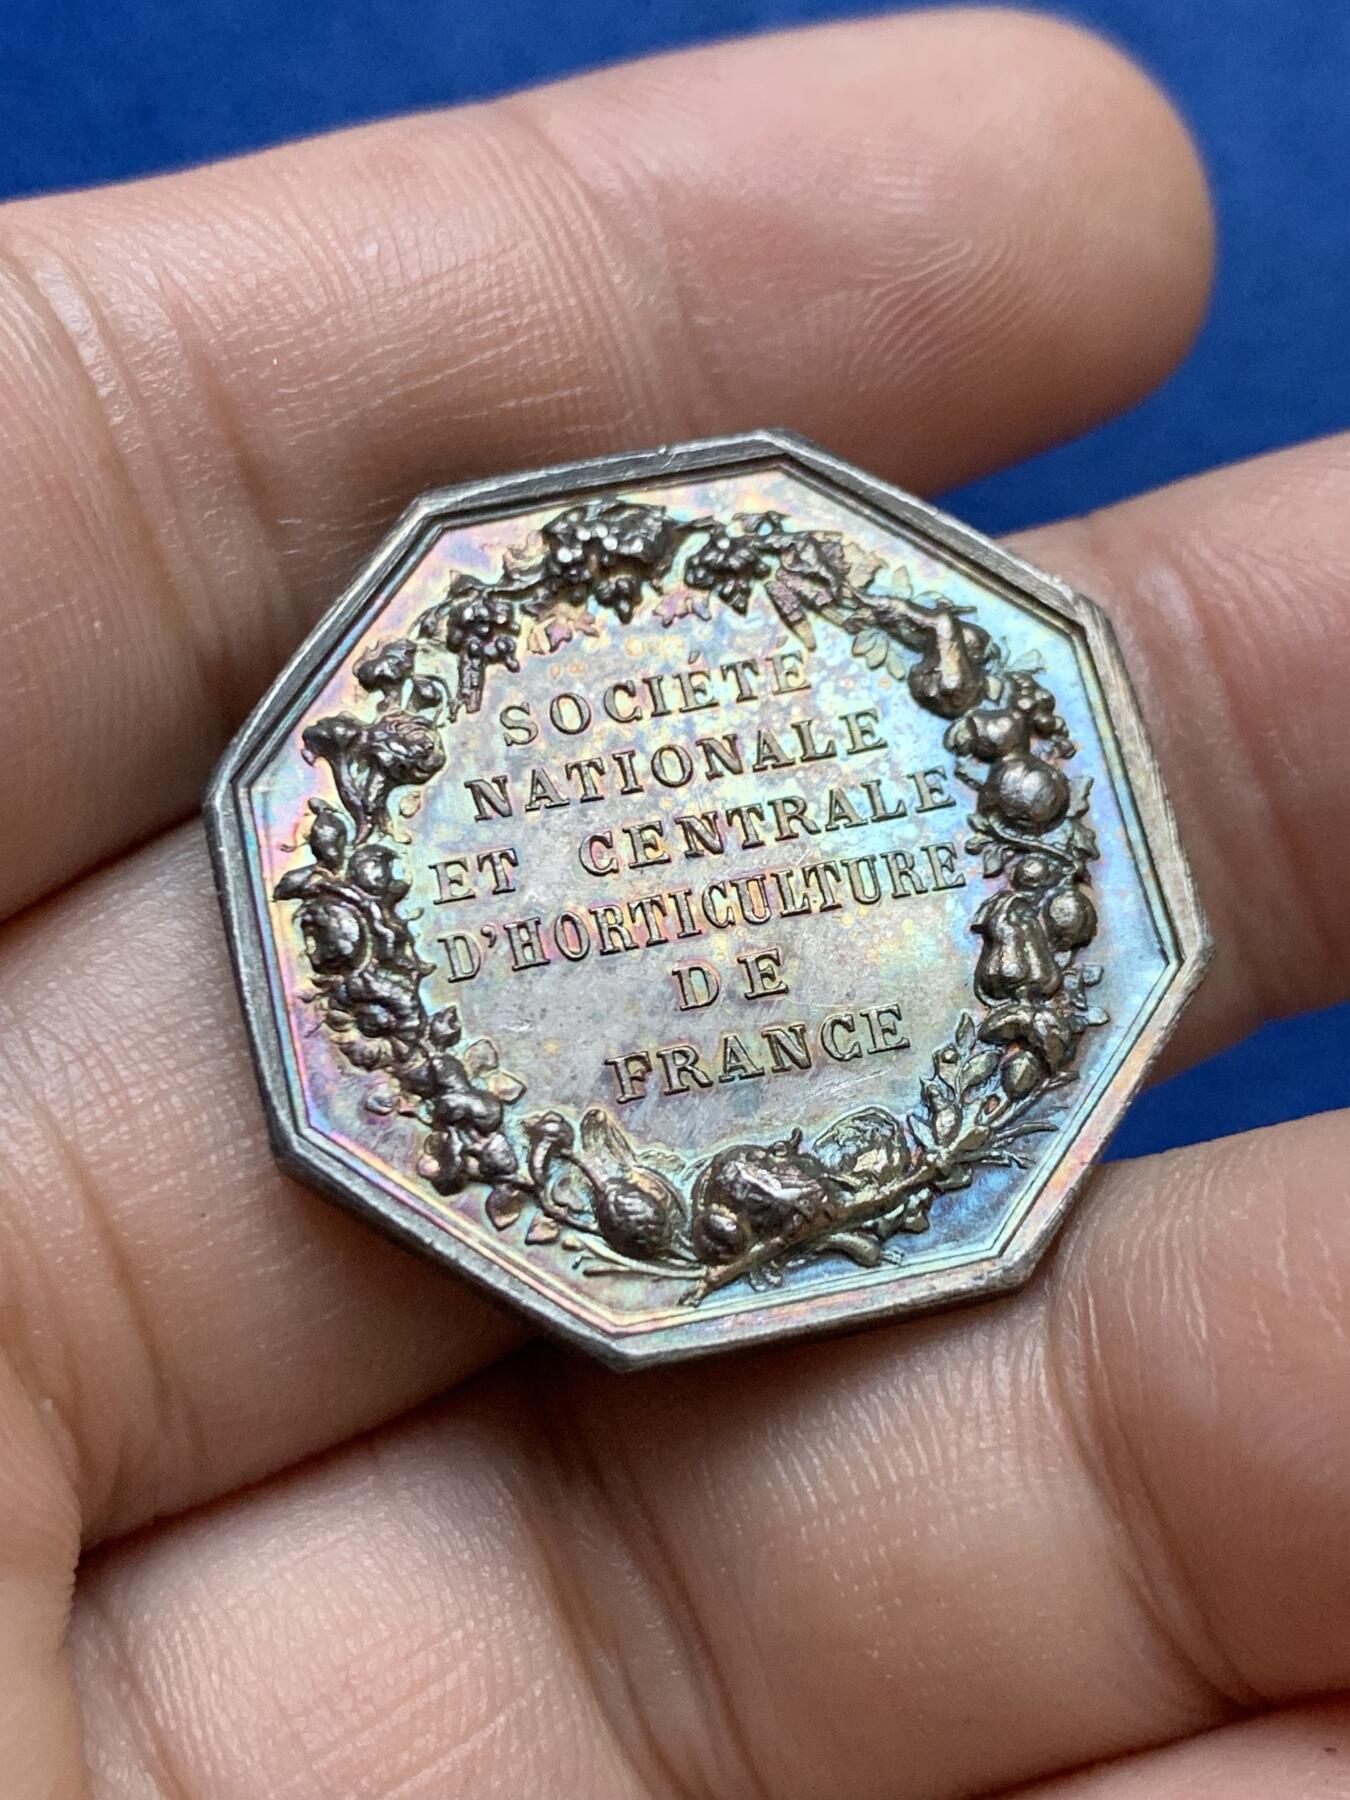 SOCIÉTÉ
NATIONALE
ET CENTRALE
D'HORTICULTURE
DE
FRANCE